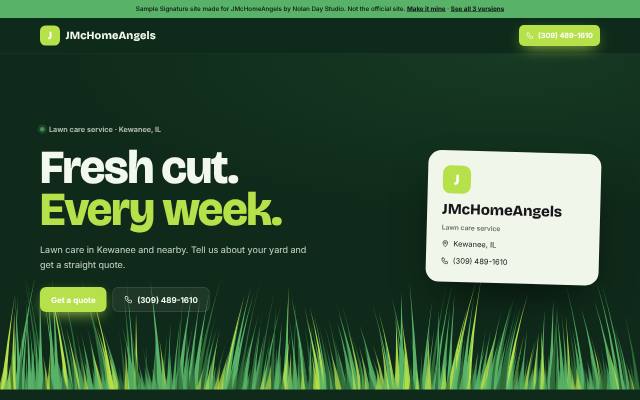 Sample Signature site made for JMcHomeAngels by Nolan Day Studio. Not the official site. Make it mine · See all 3 versions
J JMcHomeAngels
(309) 489-1610
Lawn care service · Kewanee, IL
Fresh cut.
Every week.
Lawn care in Kewanee and nearby. Tell us about your yard and
get a straight quote.
Get a quote
(309) 489-1610
J
JMcHomeAngels
Lawn care service
Kewanee, IL
(309) 489-1610